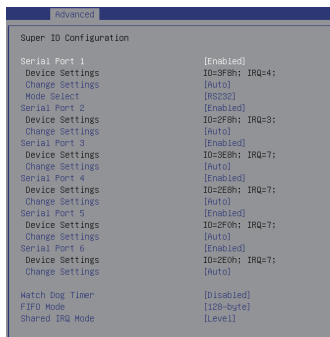 Advanced
Super IO Configuration
Serial Port 1 [Enabled]
Device Settings IO=3F8h; IRQ=4;
Change Settings [Auto]
Mode Select [RS232]
Serial Port 2 [Enabled]
Device Settings IO=2F8h; IRQ=3;
Change Settings [Auto]
Serial Port 3 [Enabled]
Device Settings IO=3E8h; IRQ=7;
Change Settings [Auto]
Serial Port 4 [Enabled]
Device Settings IO=2E8h; IRQ=7;
Change Settings [Auto]
Serial Port 5 [Enabled]
Device Settings IO=2F0h; IRQ=7;
Change Settings [Auto]
Serial Port 6 [Enabled]
Device Settings IO=2E0h; IRQ=7;
Change Settings [Auto]
Watch Dog Timer [Disabled]
FIFO Mode [128-byte]
Shared IRQ Mode [Level]